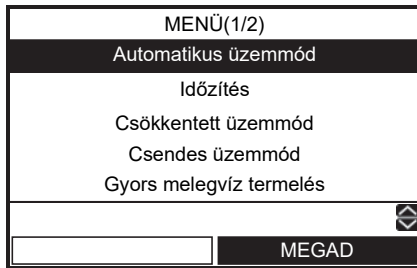 MENÜ(1/2)
Automatikus üzemmód
Időzítés
Csökkentett üzemmód
Csendes üzemmód
Gyors melegvíz termelés
MEGAD